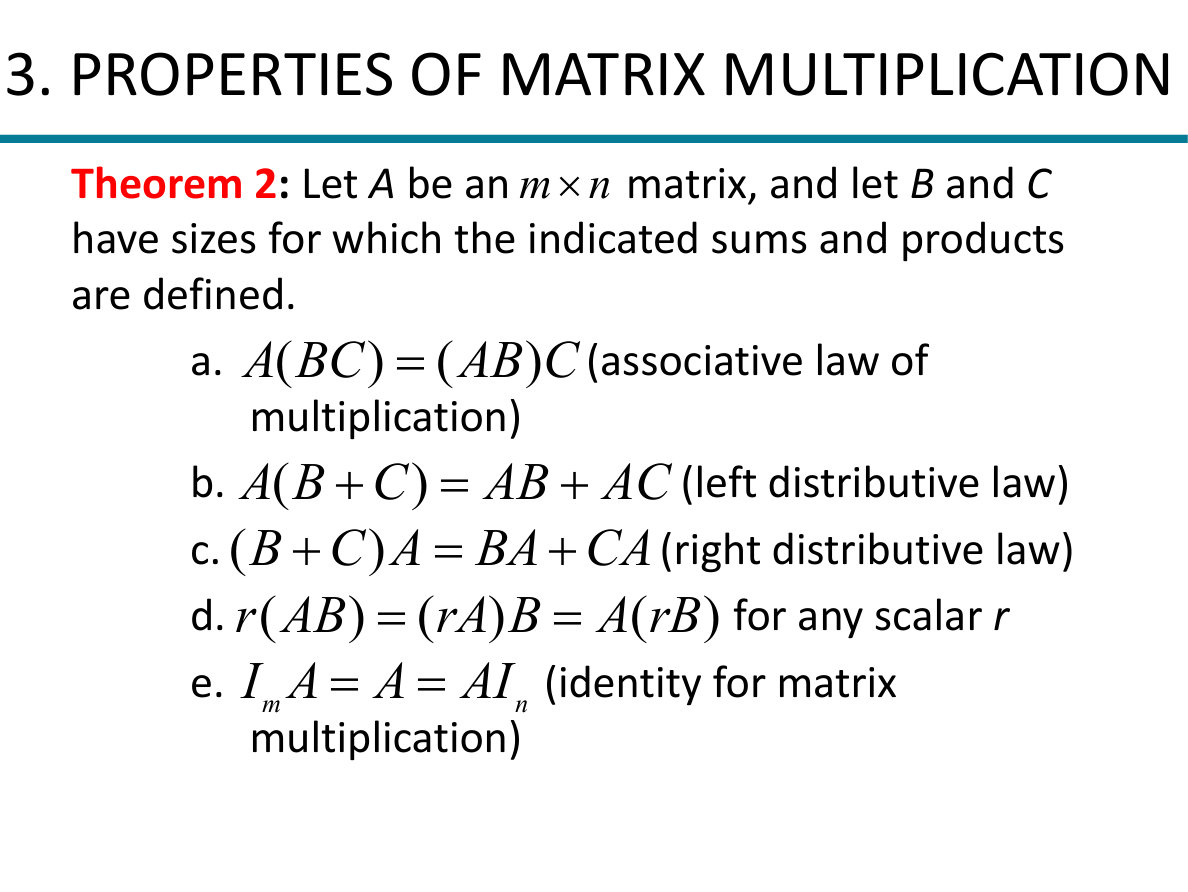 3. PROPERTIES OF MATRIX MULTIPLICATION
Theorem 2: Let A be an m × n matrix, and let B and C
have sizes for which the indicated sums and products
are defined.
a. A(BC) = (AB)C (associative law of
multiplication)
b. A(B + C) = AB + AC (left distributive law)
c. (B + C)A = BA + CA (right distributive law)
d. r(AB) = (rA)B = A(rB) for any scalar r
e. I_m A = A = AI_n (identity for matrix
multiplication)